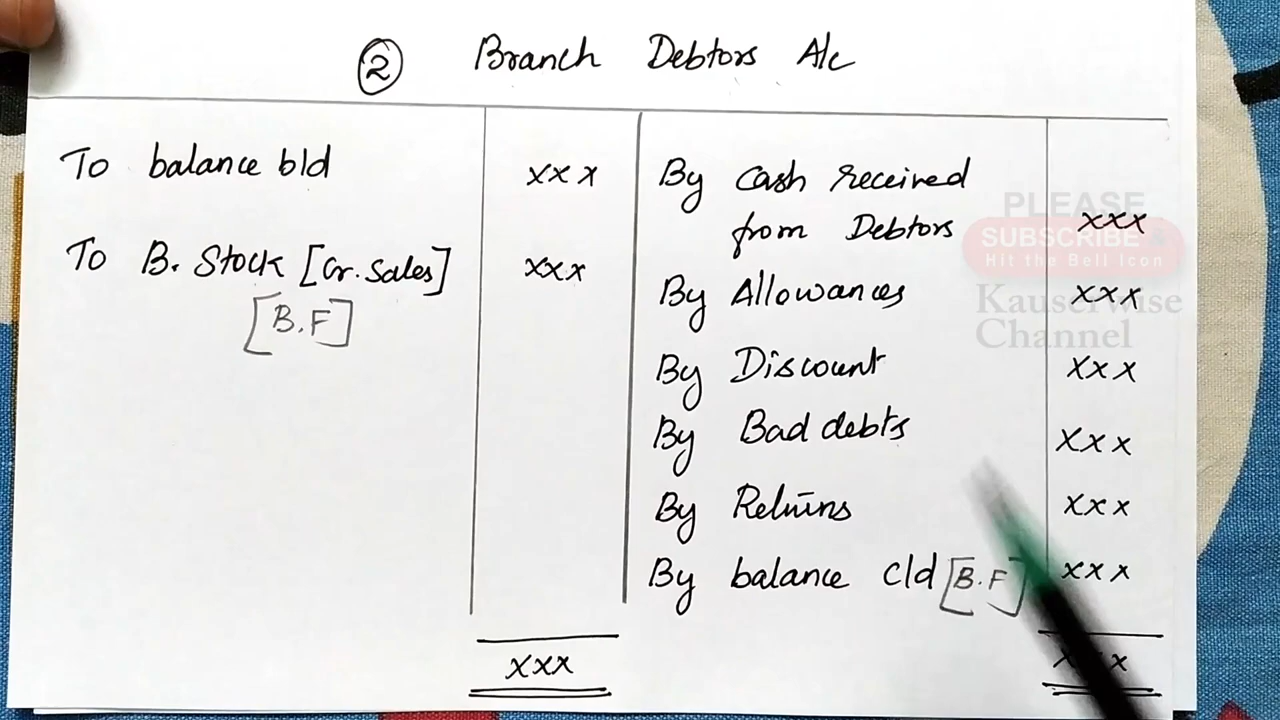 ② Branch Debtors A/c
To balance b/d xxx
To B. Stock [Cr. Sales] xxx
[B.F]
xxx
By Cash received
from Debtors xxx
By Allowances xxx
By Discount xxx
By Bad debts xxx
By Returns xxx
By balance c/d [B.F] xxx
PLEASE
SUBSCRIBE &
Hit the Bell Icon
Kauserwise
Channel